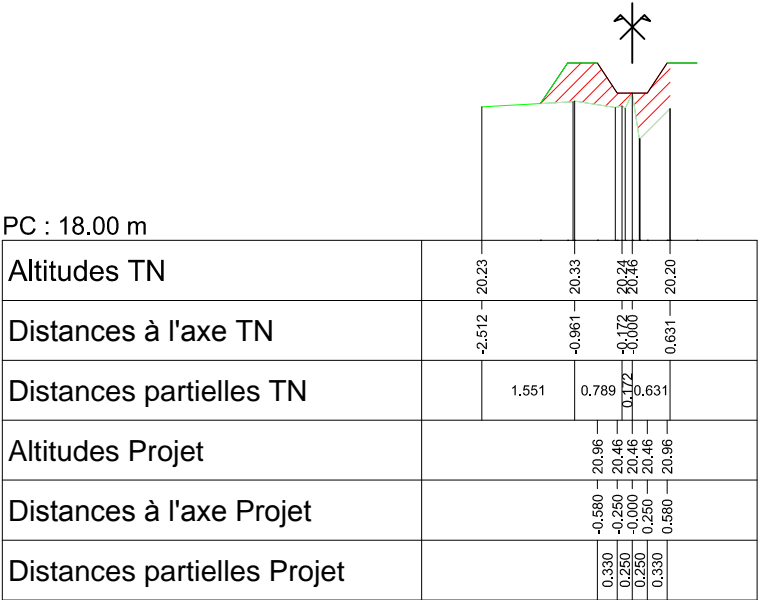 PC : 18.00 m
Altitudes TN 20.23 20.33 20.24 20.46 20.20
Distances à l'axe TN -2.512 -0.961 -0.172 -0.000 0.631
Distances partielles TN 1.551 0.789 0.172 0.631
Altitudes Projet 20.96 20.46 20.46 20.46 20.96
Distances à l'axe Projet -0.580 -0.250 -0.000 0.250 0.580
Distances partielles Projet 0.330 0.250 0.250 0.330